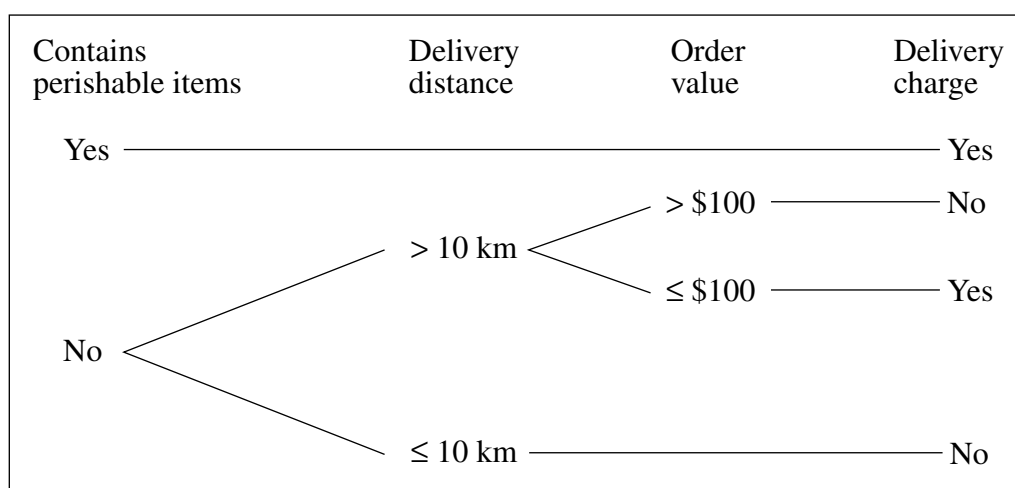 Contains
perishable items
Delivery
distance
Order
value
Delivery
charge
Yes Yes
> $100 No
> 10 km
≤ $100 Yes
No
≤ 10 km No